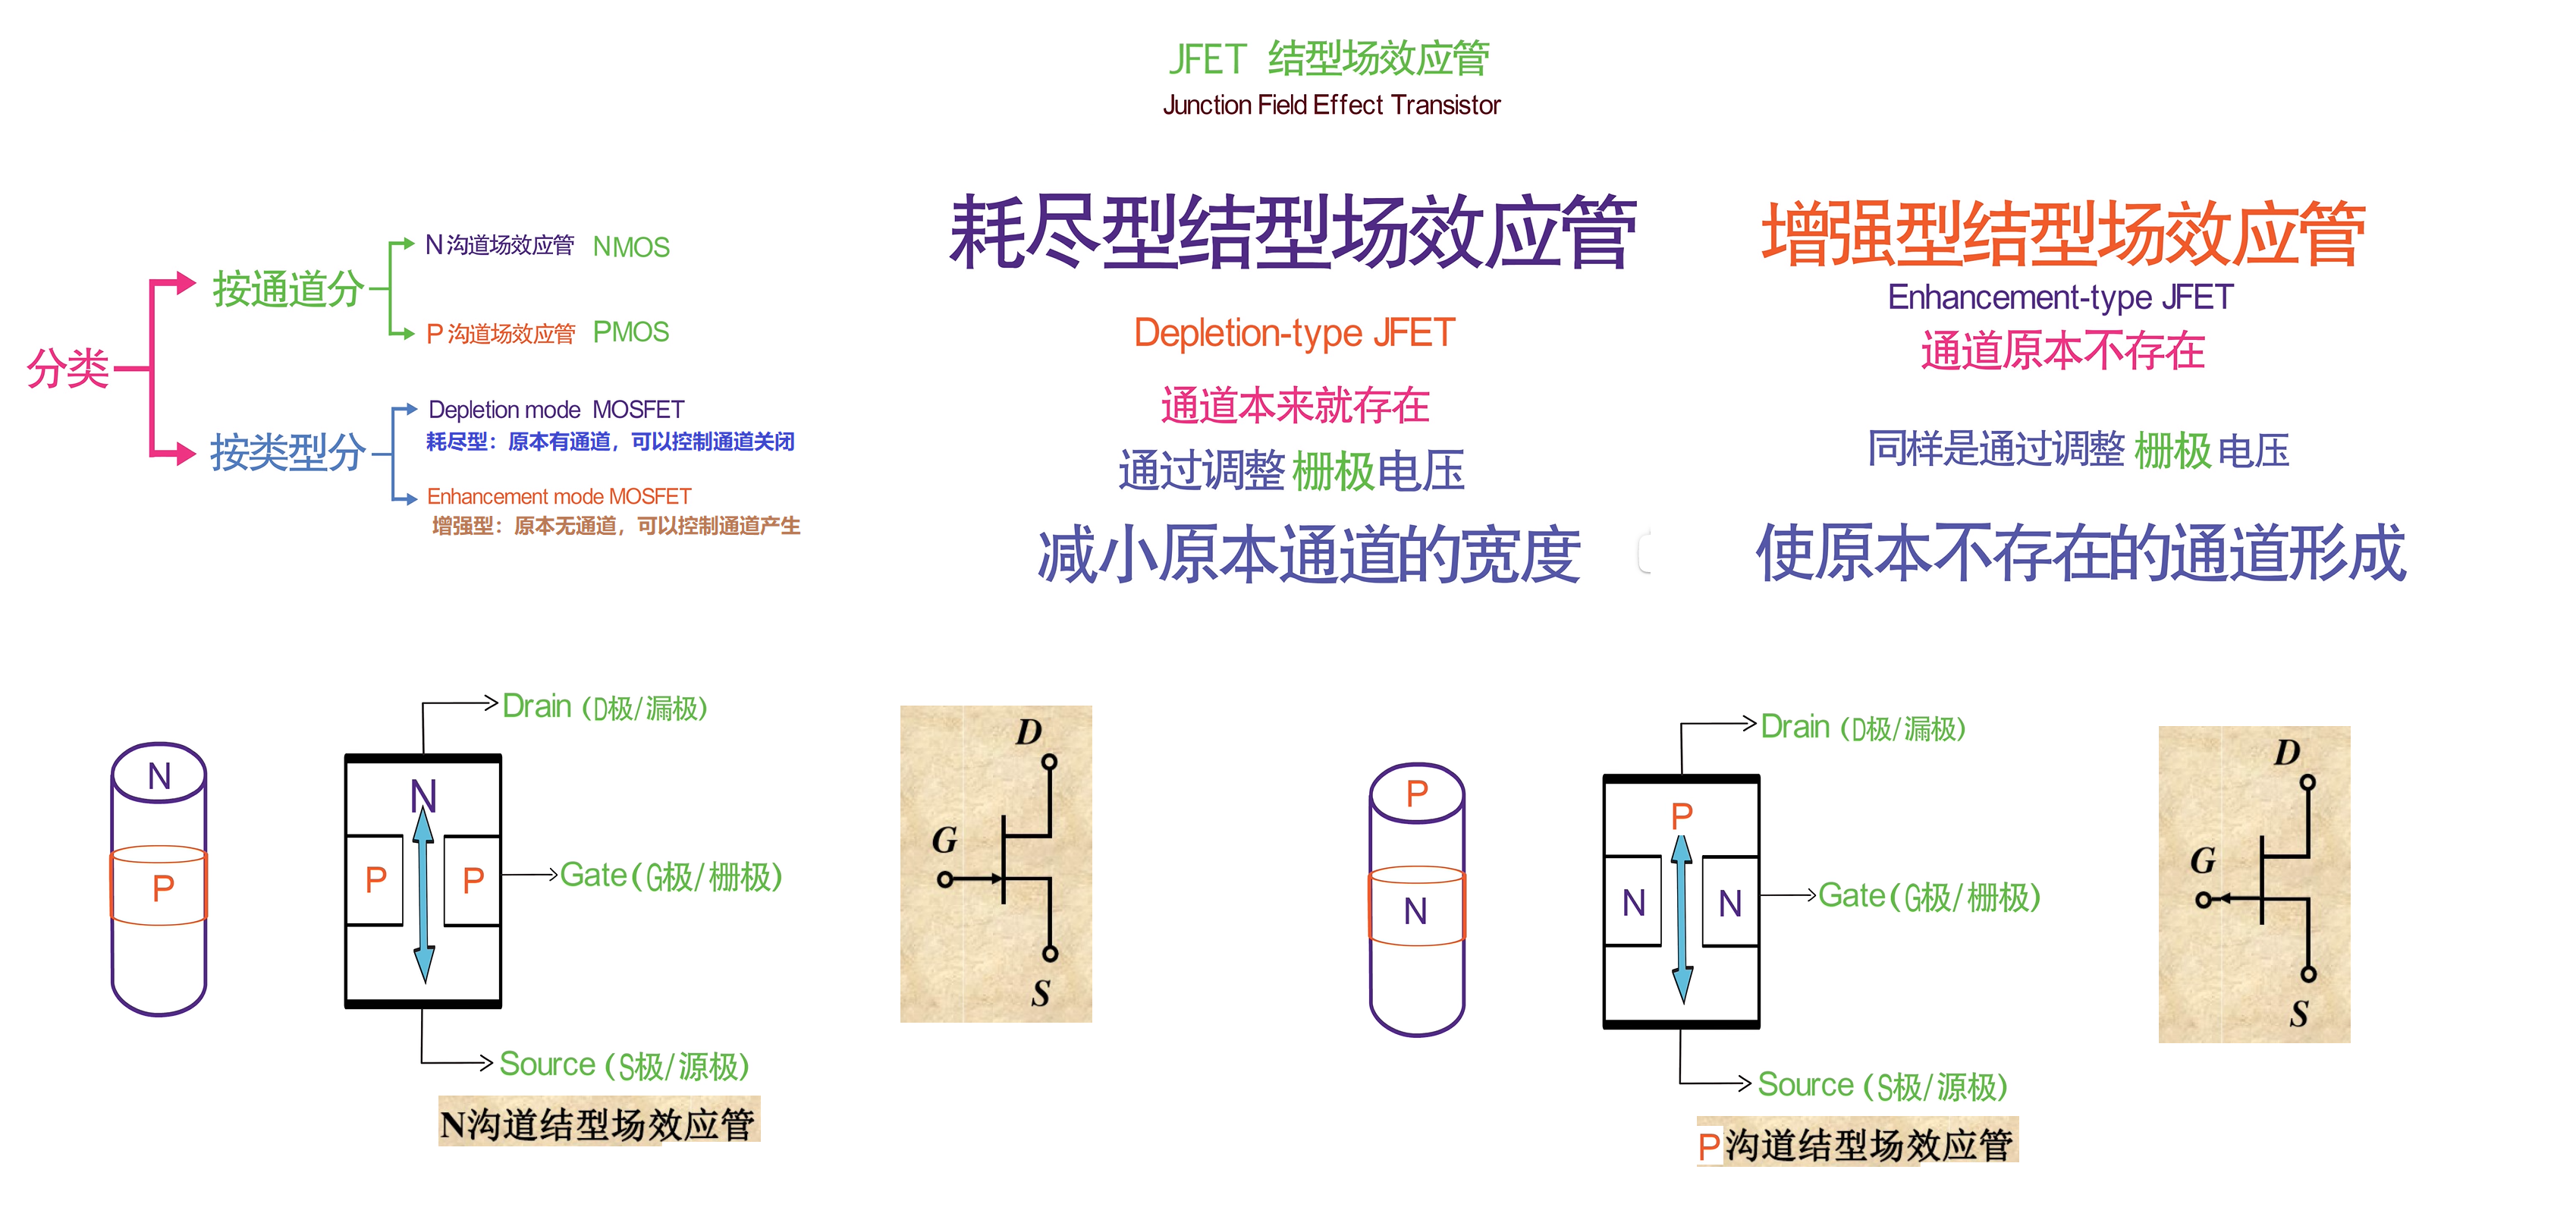 JFET 结型场效应管
Junction Field Effect Transistor
分类
按通道分
N 沟道场效应管 NMOS
P 沟道场效应管 PMOS
按类型分
Depletion mode MOSFET
耗尽型：原本有通道，可以控制通道关闭
Enhancement mode MOSFET
增强型：原本无通道，可以控制通道产生
耗尽型结型场效应管
Depletion-type JFET
通道本来就存在
通过调整 栅极 电压
减小原本通道的宽度
增强型结型场效应管
Enhancement-type JFET
通道原本不存在
同样是通过调整 栅极 电压
使原本不存在的通道形成
N
P
Drain (D极/漏极)
N
P P
Gate(G极/栅极)
Source (S极/源极)
N沟道结型场效应管
D
G
S
P
N
Drain (D极/漏极)
P
N N
Gate(G极/栅极)
Source (S极/源极)
P 沟道结型场效应管
D
G
S